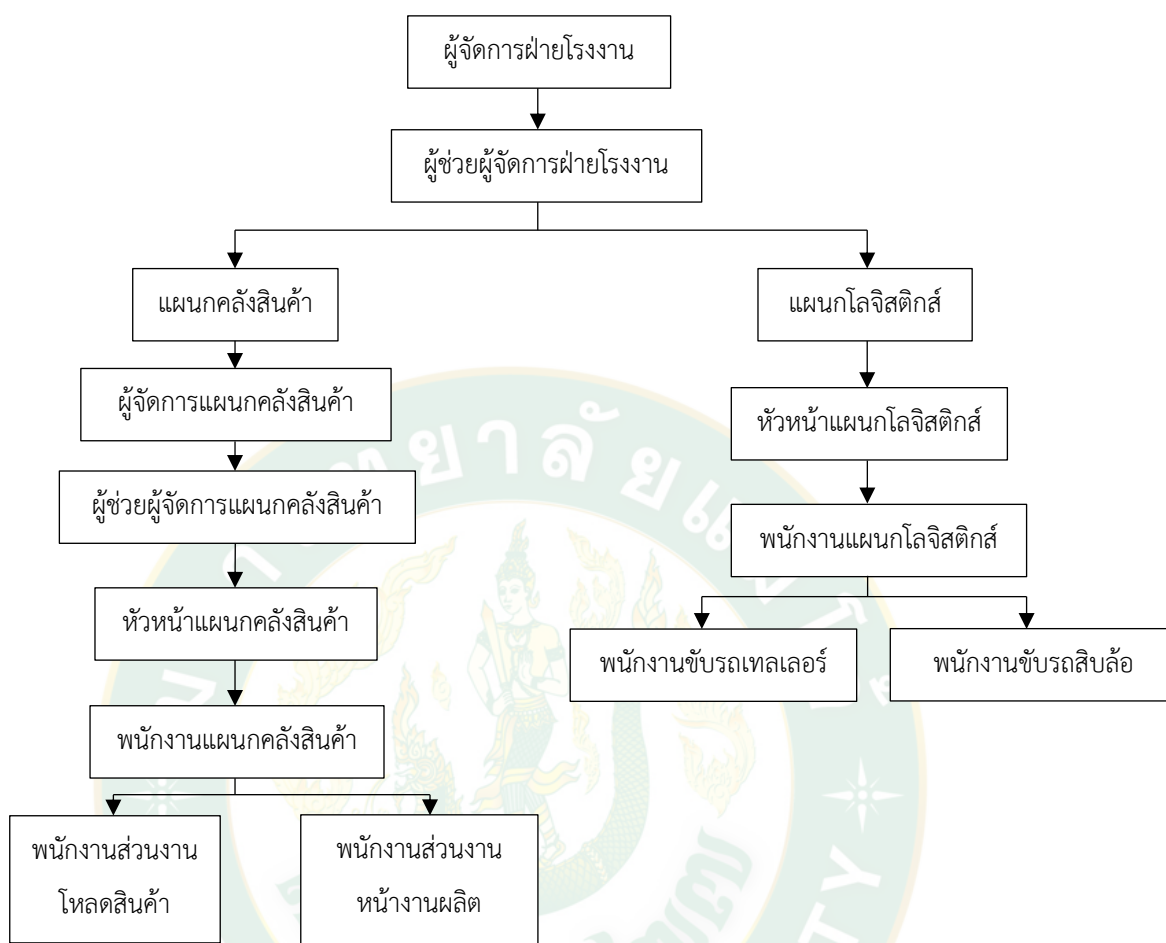 ผู้จัดการฝ่ายโรงงาน
ผู้ช่วยผู้จัดการฝ่ายโรงงาน
แผนกคลังสินค้า
แผนกโลจิสติกส์
ผู้จัดการแผนกคลังสินค้า
หัวหน้าแผนกโลจิสติกส์
ผู้ช่วยผู้จัดการแผนกคลังสินค้า
พนักงานแผนกโลจิสติกส์
หัวหน้าแผนกคลังสินค้า
พนักงานขับรถเทลเลอร์
พนักงานขับรถสิบล้อ
พนักงานแผนกคลังสินค้า
พนักงานส่วนงาน
โหลดสินค้า
พนักงานส่วนงาน
หน้างานผลิต